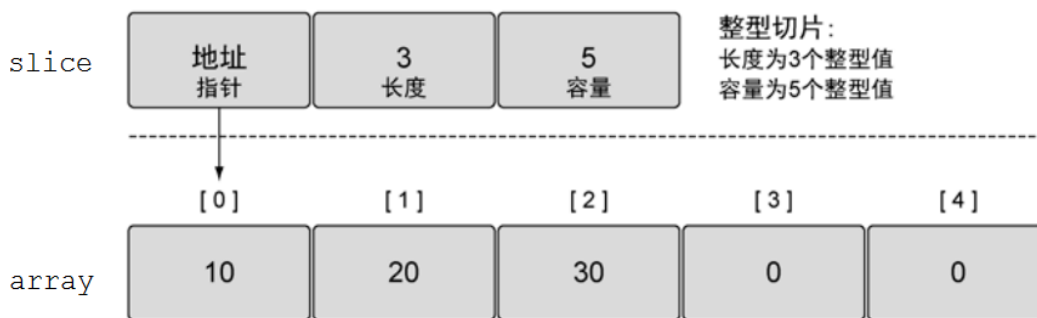 slice
地址
指针
3
长度
5
容量
整型切片:
长度为3个整型值
容量为5个整型值
[0] [1] [2] [3] [4]
array
10 20 30 0 0